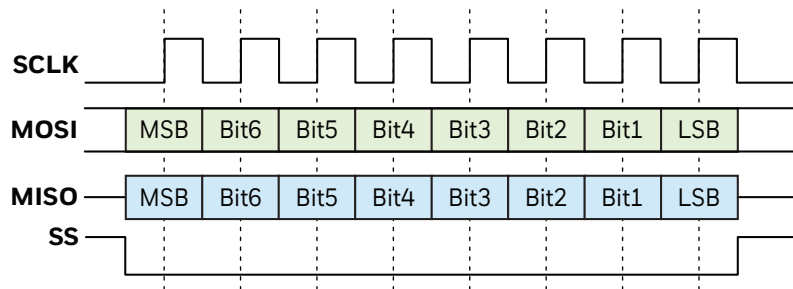 SCLK
MOSI MSB Bit6 Bit5 Bit4 Bit3 Bit2 Bit1 LSB
MISO MSB Bit6 Bit5 Bit4 Bit3 Bit2 Bit1 LSB
SS